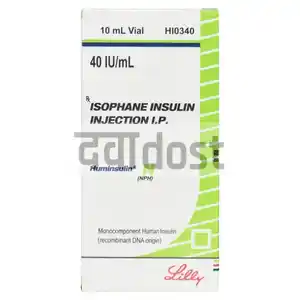 10 mL Vial HI0340
40 IU/mL
Rx
ISOPHANE INSULIN
INJECTION I.P.
दवाdost
Huminsulin® N
(NPH)
Monocomponent Human Insulin
(recombinant DNA origin)
Lilly